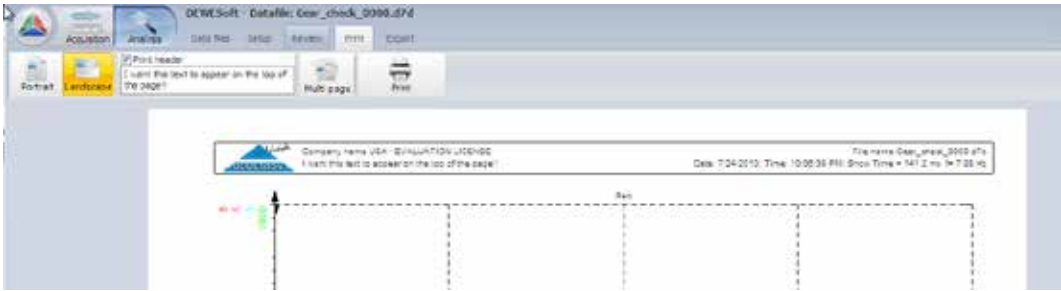 DEWESoft - Datafile: Gear_check_0000.d7d
Acquisition Analysis Data files Setup Review Print Export
Print header
I want this text to appear on the top of
the page!
Portrait Landscape Multi page Print
Company name USA - EVALUATION LICENSE
File name Gear_check_0000.d7d
I want this text to appear on the top of the page!
Date: 7/24/2013; Time: 10:06:36 PM; Show Time = 141.2 ms